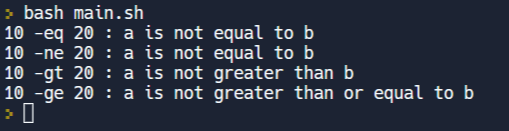 > bash main.sh
10 -eq 20 : a is not equal to b
10 -ne 20 : a is not equal to b
10 -gt 20 : a is not greater than b
10 -ge 20 : a is not greater than or equal to b
>